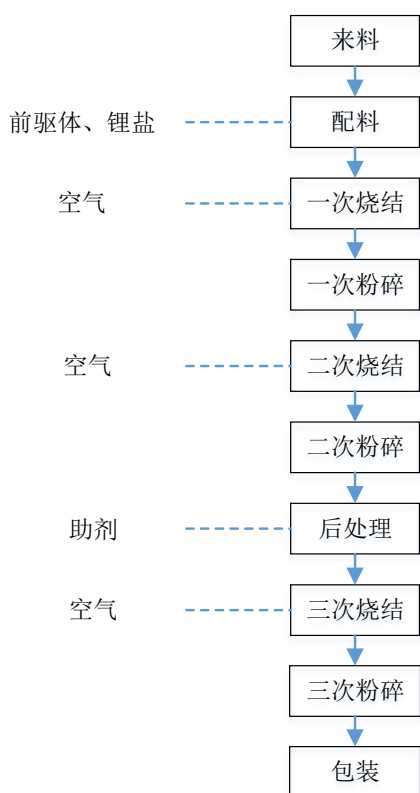 来料
前驱体、锂盐
配料
空气
一次烧结
一次粉碎
空气
二次烧结
二次粉碎
助剂
后处理
空气
三次烧结
三次粉碎
包装